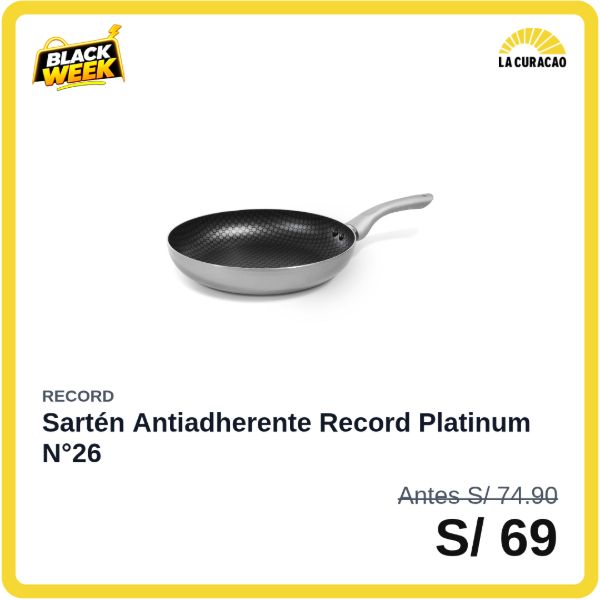 BLACK
WEEK
LA CURACAO
RECORD
Sartén Antiadherente Record Platinum
N°26
Antes S/ 74.90
S/ 69